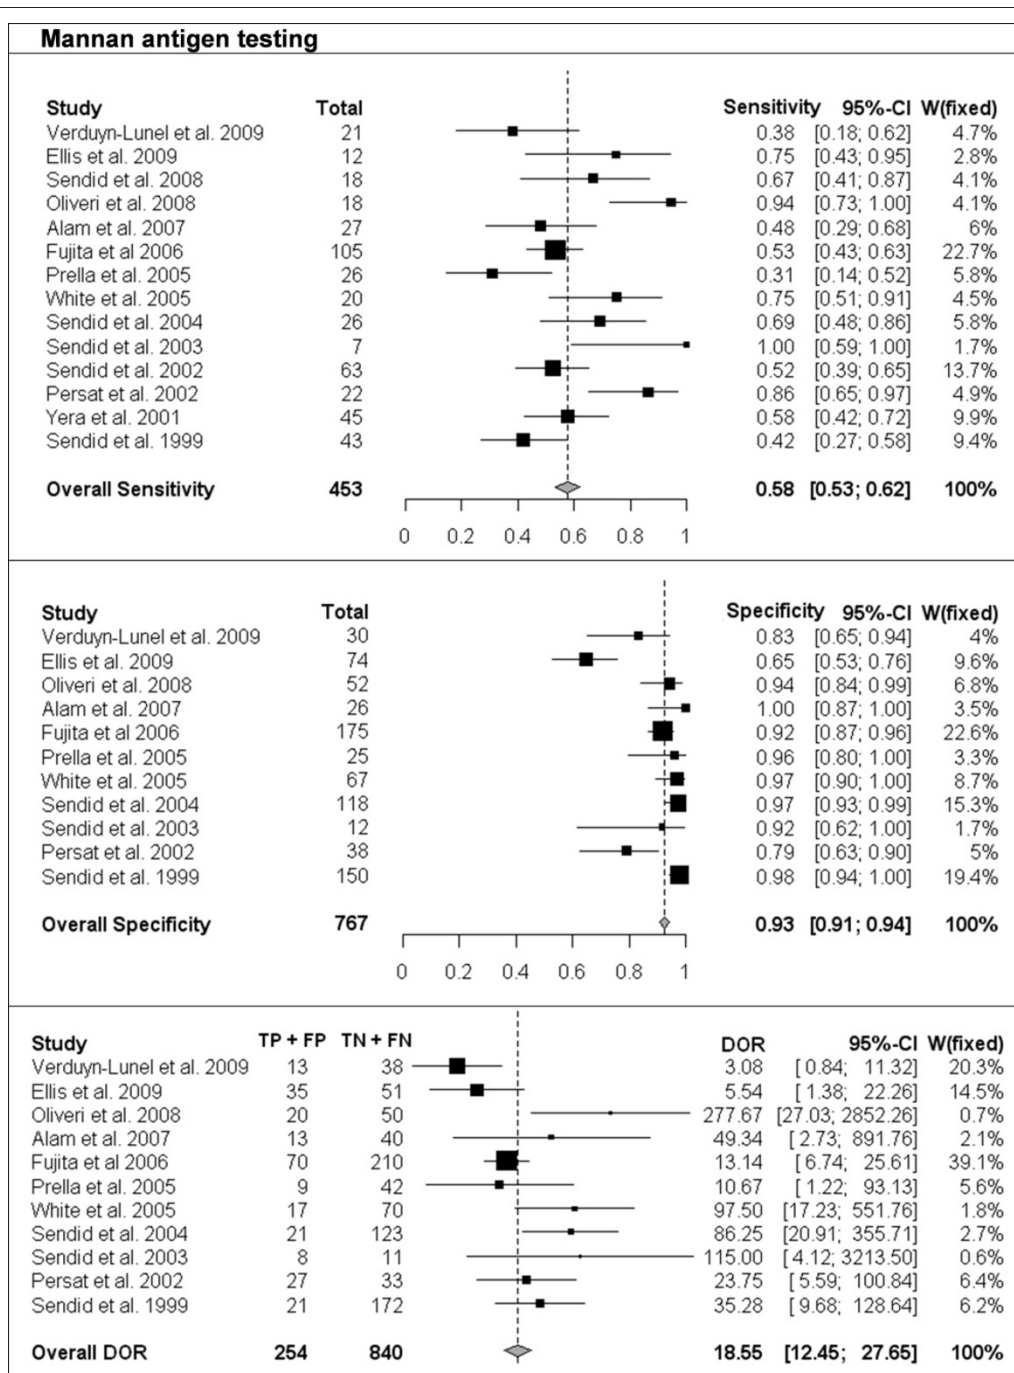 Mannan antigen testing
Study Total Sensitivity 95%-CI W(fixed)
Verduyn-Lunel et al. 2009 21 0.38 [0.18; 0.62] 4.7%
Ellis et al. 2009 12 0.75 [0.43; 0.95] 2.8%
Sendid et al. 2008 18 0.67 [0.41; 0.87] 4.1%
Oliveri et al. 2008 18 0.94 [0.73; 1.00] 4.1%
Alam et al. 2007 27 0.48 [0.29; 0.68] 6%
Fujita et al 2006 105 0.53 [0.43; 0.63] 22.7%
Prella et al. 2005 26 0.31 [0.14; 0.52] 5.8%
White et al. 2005 20 0.75 [0.51; 0.91] 4.5%
Sendid et al. 2004 26 0.69 [0.48; 0.86] 5.8%
Sendid et al. 2003 7 1.00 [0.59; 1.00] 1.7%
Sendid et al. 2002 63 0.52 [0.39; 0.65] 13.7%
Persat et al. 2002 22 0.86 [0.65; 0.97] 4.9%
Yera et al. 2001 45 0.58 [0.42; 0.72] 9.9%
Sendid et al. 1999 43 0.42 [0.27; 0.58] 9.4%
Overall Sensitivity 453 0.58 [0.53; 0.62] 100%
0 0.2 0.4 0.6 0.8 1
Study Total Specificity 95%-CI W(fixed)
Verduyn-Lunel et al. 2009 30 0.83 [0.65; 0.94] 4%
Ellis et al. 2009 74 0.65 [0.53; 0.76] 9.6%
Oliveri et al. 2008 52 0.94 [0.84; 0.99] 6.8%
Alam et al. 2007 26 1.00 [0.87; 1.00] 3.5%
Fujita et al 2006 175 0.92 [0.87; 0.96] 22.6%
Prella et al. 2005 25 0.96 [0.80; 1.00] 3.3%
White et al. 2005 67 0.97 [0.90; 1.00] 8.7%
Sendid et al. 2004 118 0.97 [0.93; 0.99] 15.3%
Sendid et al. 2003 12 0.92 [0.62; 1.00] 1.7%
Persat et al. 2002 38 0.79 [0.63; 0.90] 5%
Sendid et al. 1999 150 0.98 [0.94; 1.00] 19.4%
Overall Specificity 767 0.93 [0.91; 0.94] 100%
0 0.2 0.4 0.6 0.8 1
Study TP + FP TN + FN DOR 95%-CI W(fixed)
Verduyn-Lunel et al. 2009 13 38 3.08 [ 0.84; 11.32] 20.3%
Ellis et al. 2009 35 51 5.54 [ 1.38; 22.26] 14.5%
Oliveri et al. 2008 20 50 277.67 [27.03; 2852.26] 0.7%
Alam et al. 2007 13 40 49.34 [ 2.73; 891.76] 2.1%
Fujita et al 2006 70 210 13.14 [ 6.74; 25.61] 39.1%
Prella et al. 2005 9 42 10.67 [ 1.22; 93.13] 5.6%
White et al. 2005 17 70 97.50 [17.23; 551.76] 1.8%
Sendid et al. 2004 21 123 86.25 [20.91; 355.71] 2.7%
Sendid et al. 2003 8 11 115.00 [ 4.12; 3213.50] 0.6%
Persat et al. 2002 27 33 23.75 [ 5.59; 100.84] 6.4%
Sendid et al. 1999 21 172 35.28 [ 9.68; 128.64] 6.2%
Overall DOR 254 840 18.55 [12.45; 27.65] 100%